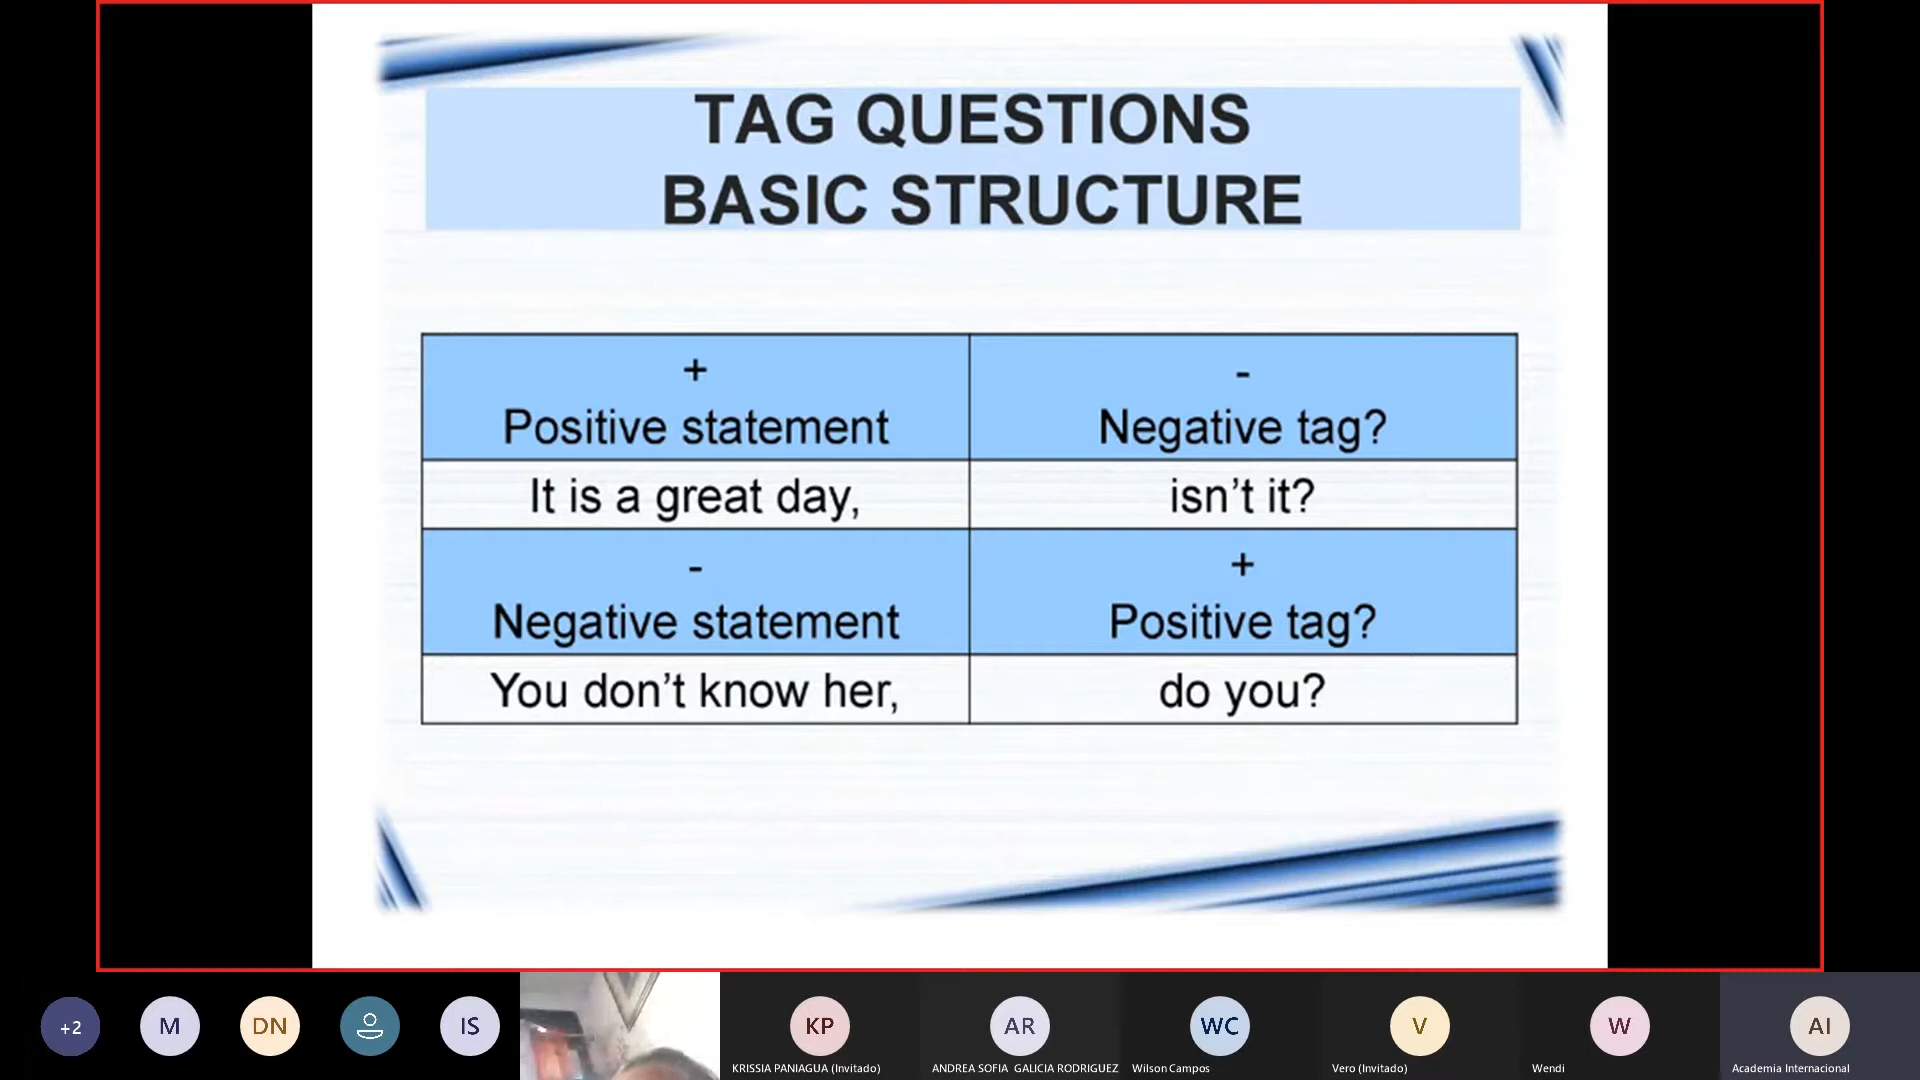 TAG QUESTIONS
BASIC STRUCTURE
+
Positive statement
-
Negative tag?
It is a great day,
isn't it?
-
Negative statement
+
Positive tag?
You don't know her,
do you?
+2
M
DN
IS
KP
KRISSIA PANIAGUA (Invitado)
AR
ANDREA SOFIA GALICIA RODRIGUEZ
WC
Wilson Campos
V
Vero (Invitado)
W
Wendi
AI
Academia Internacional